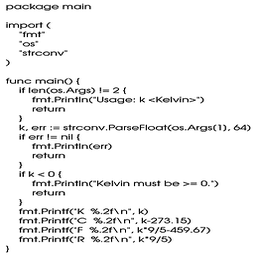 package main
import (
"fmt"
"os"
"strconv"
)
func main() {
if len(os.Args) != 2 {
fmt.Println("Usage: k <Kelvin>")
return
}
k, err := strconv.ParseFloat(os.Args[1], 64)
if err != nil {
fmt.Println(err)
return
}
if k < 0 {
fmt.Println("Kelvin must be >= 0.")
return
}
fmt.Printf("K %.2f\n", k)
fmt.Printf("C %.2f\n", k-273.15)
fmt.Printf("F %.2f\n", k*9/5-459.67)
fmt.Printf("R %.2f\n", k*9/5)
}